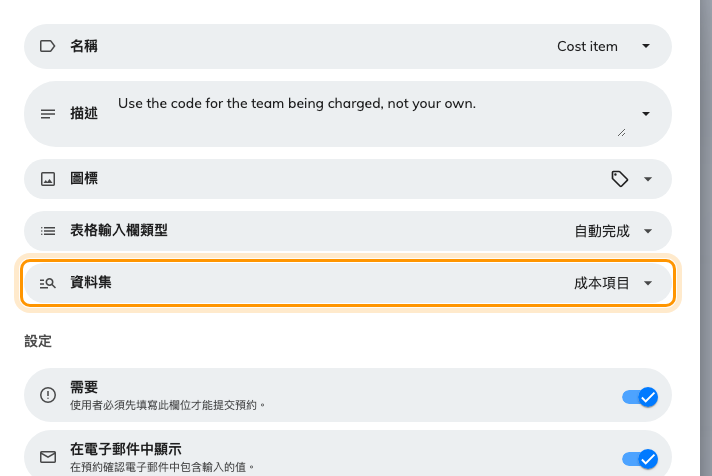 名稱
Cost item
描述
Use the code for the team being charged, not your own.
圖標
表格輸入欄類型
自動完成
資料集
成本項目
設定
需要
使用者必須先填寫此欄位才能提交預約。
在電子郵件中顯示
在預約確認電子郵件中包含輸入的值。